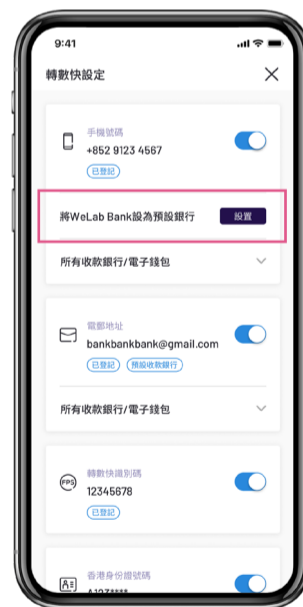 9:41
轉數快設定
手機號碼
+852 9123 4567
已登記
將WeLab Bank設為預設銀行 設置
所有收款銀行/電子錢包
電郵地址
bankbankbank@gmail.com
已登記 預設收款銀行
所有收款銀行/電子錢包
FPS
轉數快識別碼
12345678
已登記
香港身份證號碼
A123****